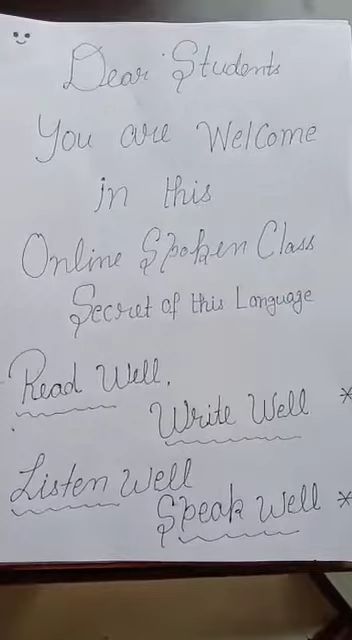 Dear Students
You are Welcome
in this
Online Spoken Class
Secret of this Language
Read Well.
Write Well *
Listen Well
Speak Well *